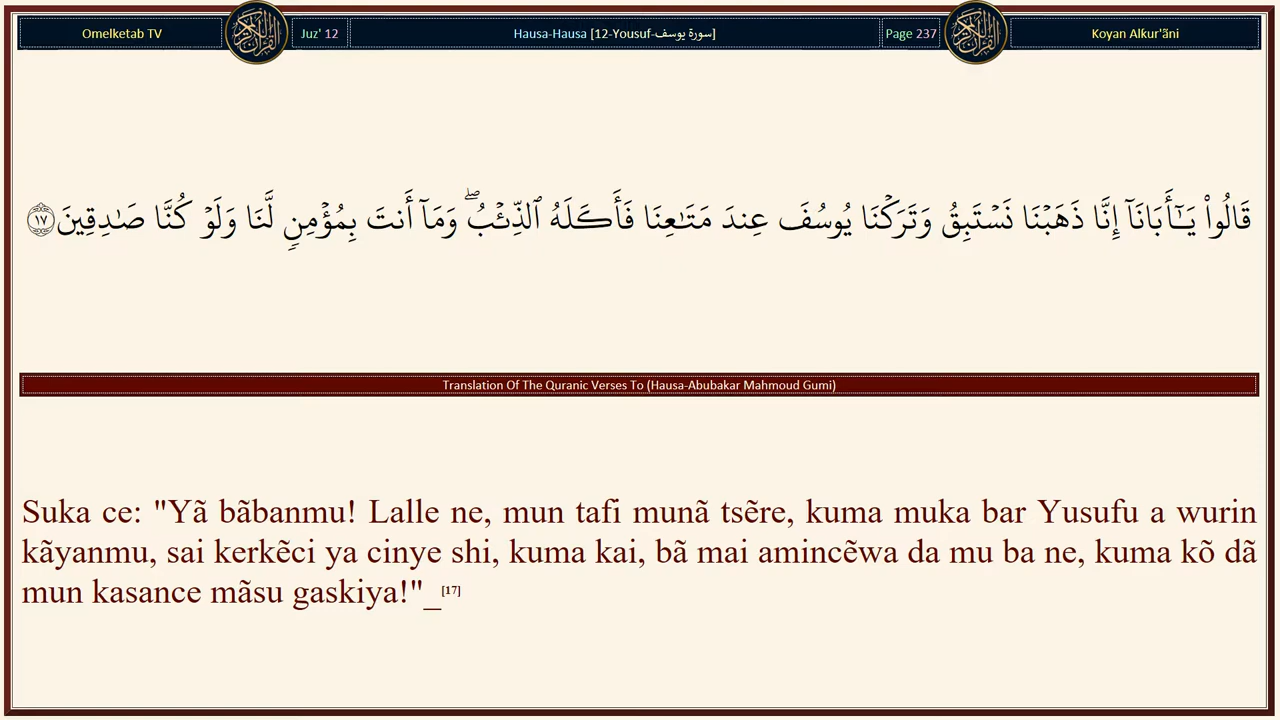 Omelketab TV
Juz' 12
Hausa-Hausa [12-Yousuf-سورة يوسف]
Page 237
Koyan Alƙur'ãni
قَالُوا۟ يَـٰٓأَبَانَآ إِنَّا ذَهَبْنَا نَسْتَبِقُ وَتَرَكْنَا يُوسُفَ عِندَ مَتَـٰعِنَا فَأَكَلَهُ ٱلذِّئْبُ ۖ وَمَآ أَنتَ بِمُؤْمِنٍ لَّنَا وَلَوْ كُنَّا صَـٰدِقِينَ ١٧
Translation Of The Quranic Verses To (Hausa-Abubakar Mahmoud Gumi)
Suka ce: "Yã bãbanmu! Lalle ne, mun tafi munã tsẽre, kuma muka bar Yusufu a wurin
kãyanmu, sai kerkẽci ya cinye shi, kuma kai, bã mai amincẽwa da mu ba ne, kuma kõ dã
mun kasance mãsu gaskiya!"_[17]